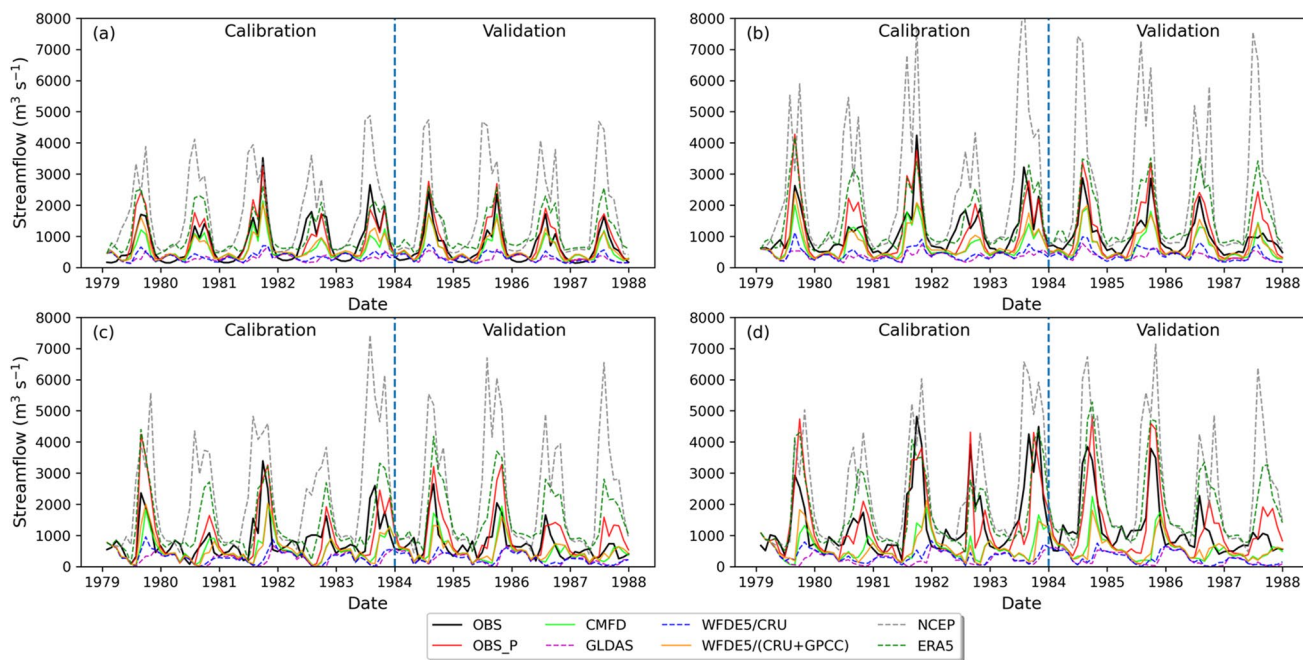 (a) Calibration Validation
8000
7000
6000
5000
4000
3000
2000
1000
0
Streamflow (m³ s⁻¹)
1979 1980 1981 1982 1983 1984 1985 1986 1987 1988
Date
(b) Calibration Validation
8000
7000
6000
5000
4000
3000
2000
1000
0
1979 1980 1981 1982 1983 1984 1985 1986 1987 1988
Date
(c) Calibration Validation
8000
7000
6000
5000
4000
3000
2000
1000
0
Streamflow (m³ s⁻¹)
1979 1980 1981 1982 1983 1984 1985 1986 1987 1988
Date
(d) Calibration Validation
8000
7000
6000
5000
4000
3000
2000
1000
0
1979 1980 1981 1982 1983 1984 1985 1986 1987 1988
Date
OBS CMFD WFDE5/CRU NCEP
OBS_P GLDAS WFDE5/(CRU+GPCC) ERA5